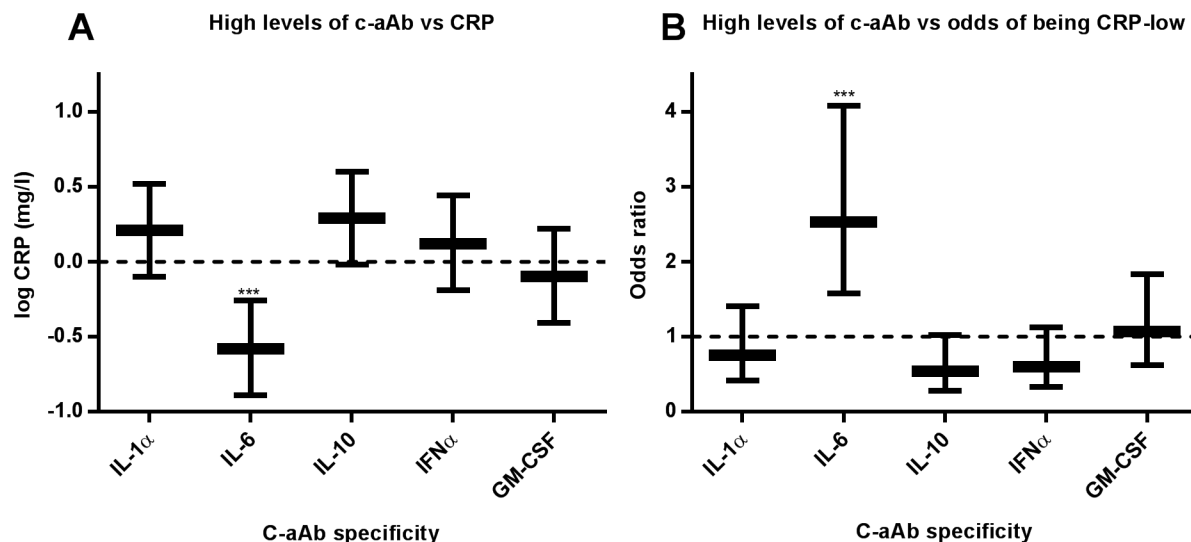 A
High levels of c-aAb vs CRP
log CRP (mg/l)
1.0
0.5
0.0
-0.5
-1.0
***
IL-1α
IL-6
IL-10
IFNα
GM-CSF
C-aAb specificity
B
High levels of c-aAb vs odds of being CRP-low
Odds ratio
4
3
2
1
0
***
IL-1α
IL-6
IL-10
IFNα
GM-CSF
C-aAb specificity